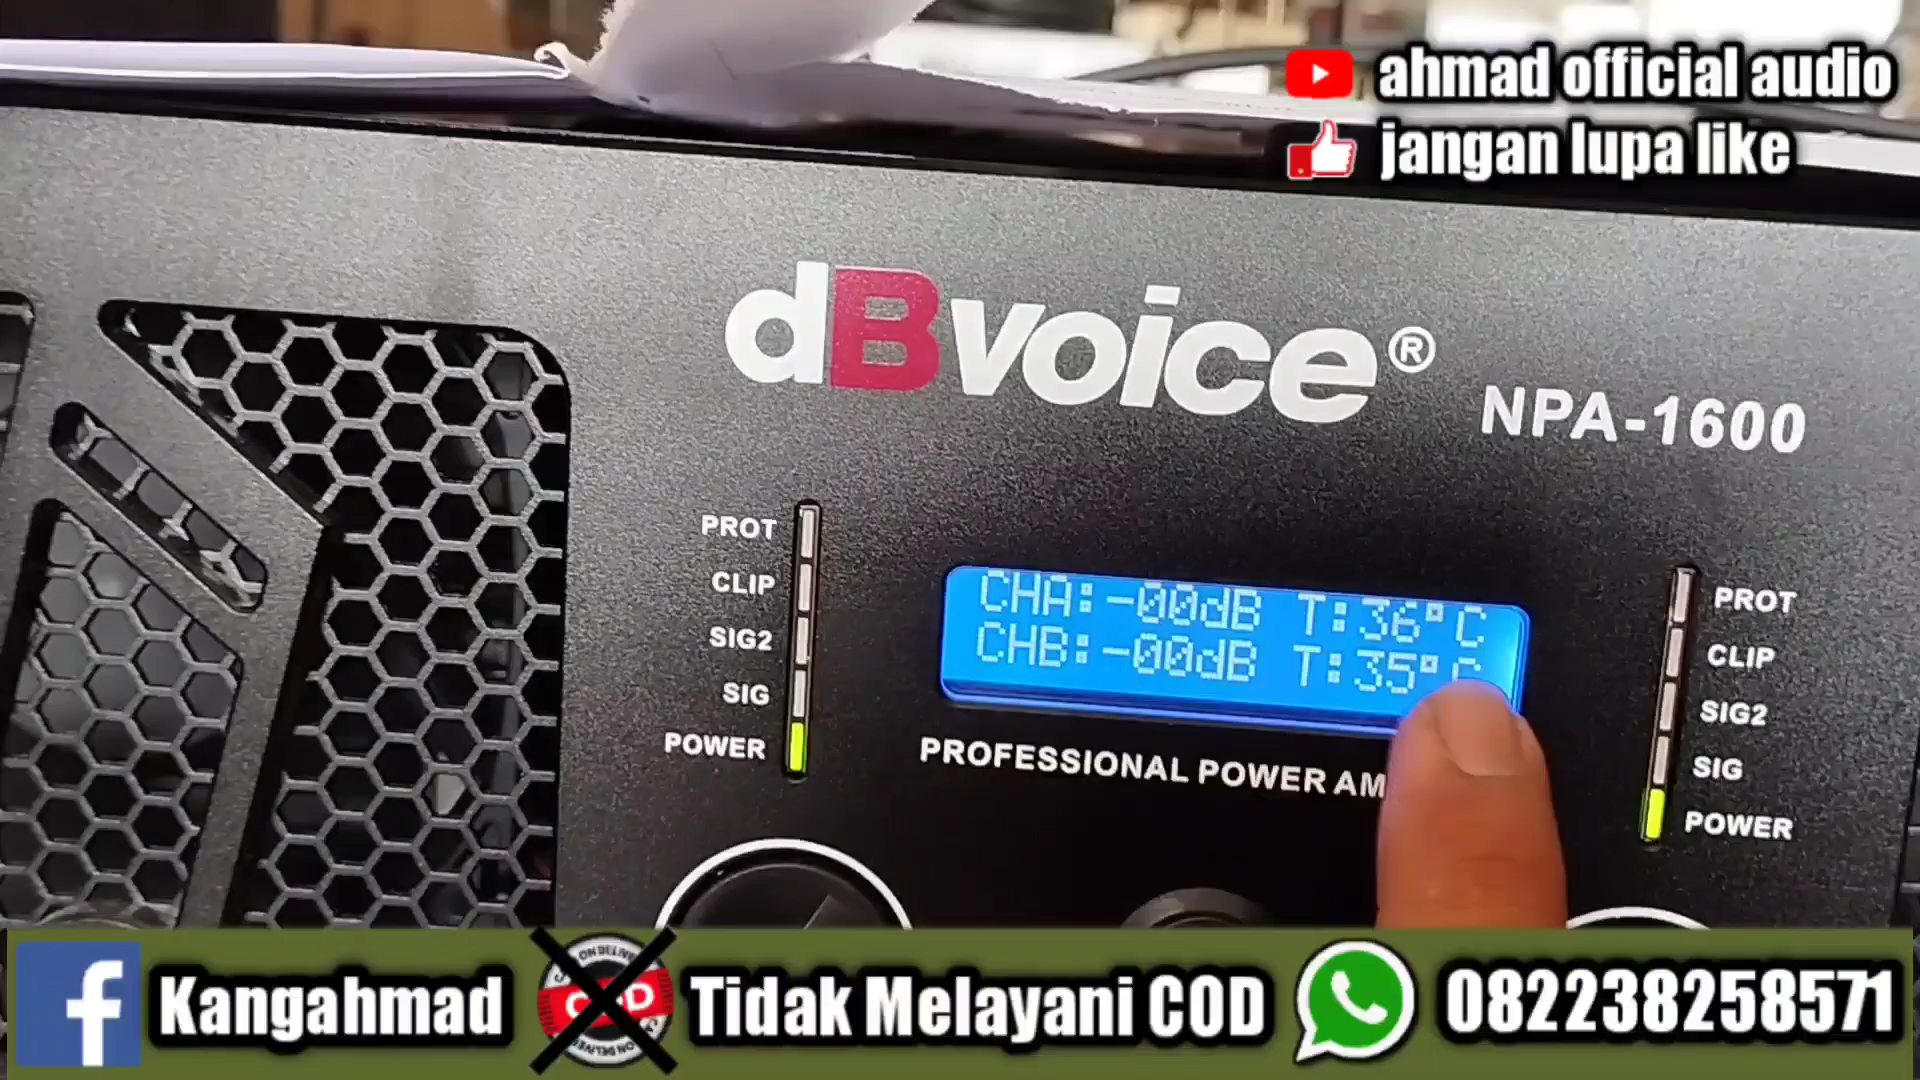 ahmad official audio
jangan lupa like
dBvoice®
NPA-1600
PROT
CLIP
SIG2
SIG
POWER
CHA:-00dB T:36°C
CHB:-00dB T:35°C
PROFESSIONAL POWER AM
PROT
CLIP
SIG2
SIG
POWER
f Kangahmad
COD
Tidak Melayani COD
082238258571